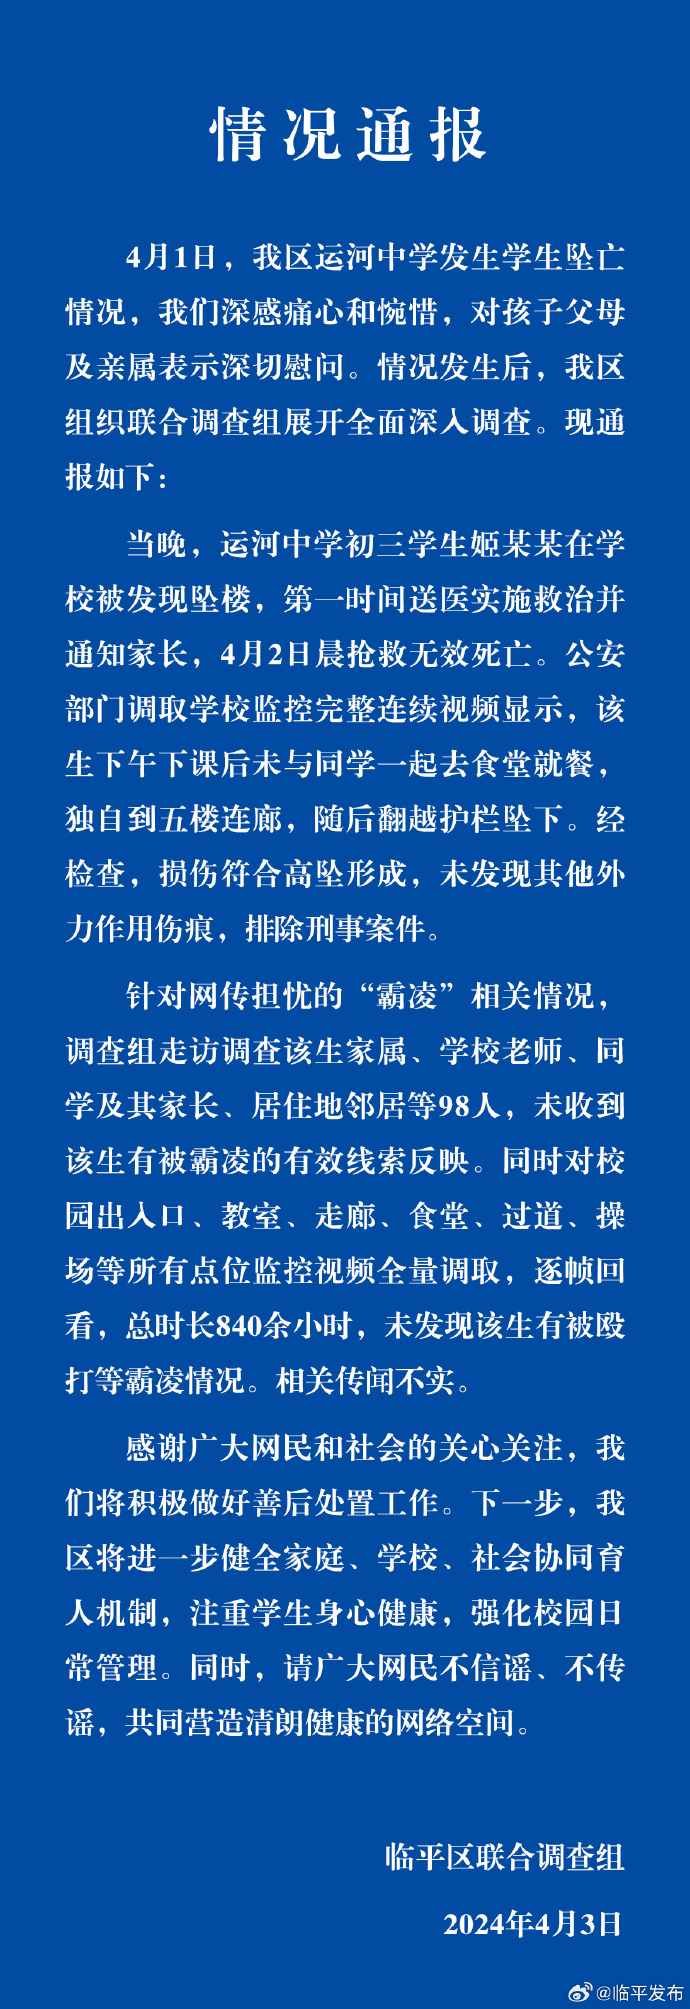 情况通报
4月1日，我区运河中学发生学生坠亡
情况，我们深感痛心和惋惜，对孩子父母
及亲属表示深切慰问。情况发生后，我区
组织联合调查组展开全面深入调查。现通
报如下：
当晚，运河中学初三学生姬某某在学
校被发现坠楼，第一时间送医实施救治并
通知家长，4月2日晨抢救无效死亡。公安
部门调取学校监控完整连续视频显示，该
生下午下课后未与同学一起去食堂就餐，
独自到五楼连廊，随后翻越护栏坠下。经
检查，损伤符合高坠形成，未发现其他外
力作用伤痕，排除刑事案件。
针对网传担忧的“霸凌”相关情况，
调查组走访调查该生家属、学校老师、同
学及其家长、居住地邻居等98人，未收到
该生有被霸凌的有效线索反映。同时对校
园出入口、教室、走廊、食堂、过道、操
场等所有点位监控视频全量调取，逐帧回
看，总时长840余小时，未发现该生有被殴
打等霸凌情况。相关传闻不实。
感谢广大网民和社会的关心关注，我
们将积极做好善后处置工作。下一步，我
区将进一步健全家庭、学校、社会协同育
人机制，注重学生身心健康，强化校园日
常管理。同时，请广大网民不信谣、不传
谣，共同营造清朗健康的网络空间。
临平区联合调查组
2024年4月3日
@临平发布